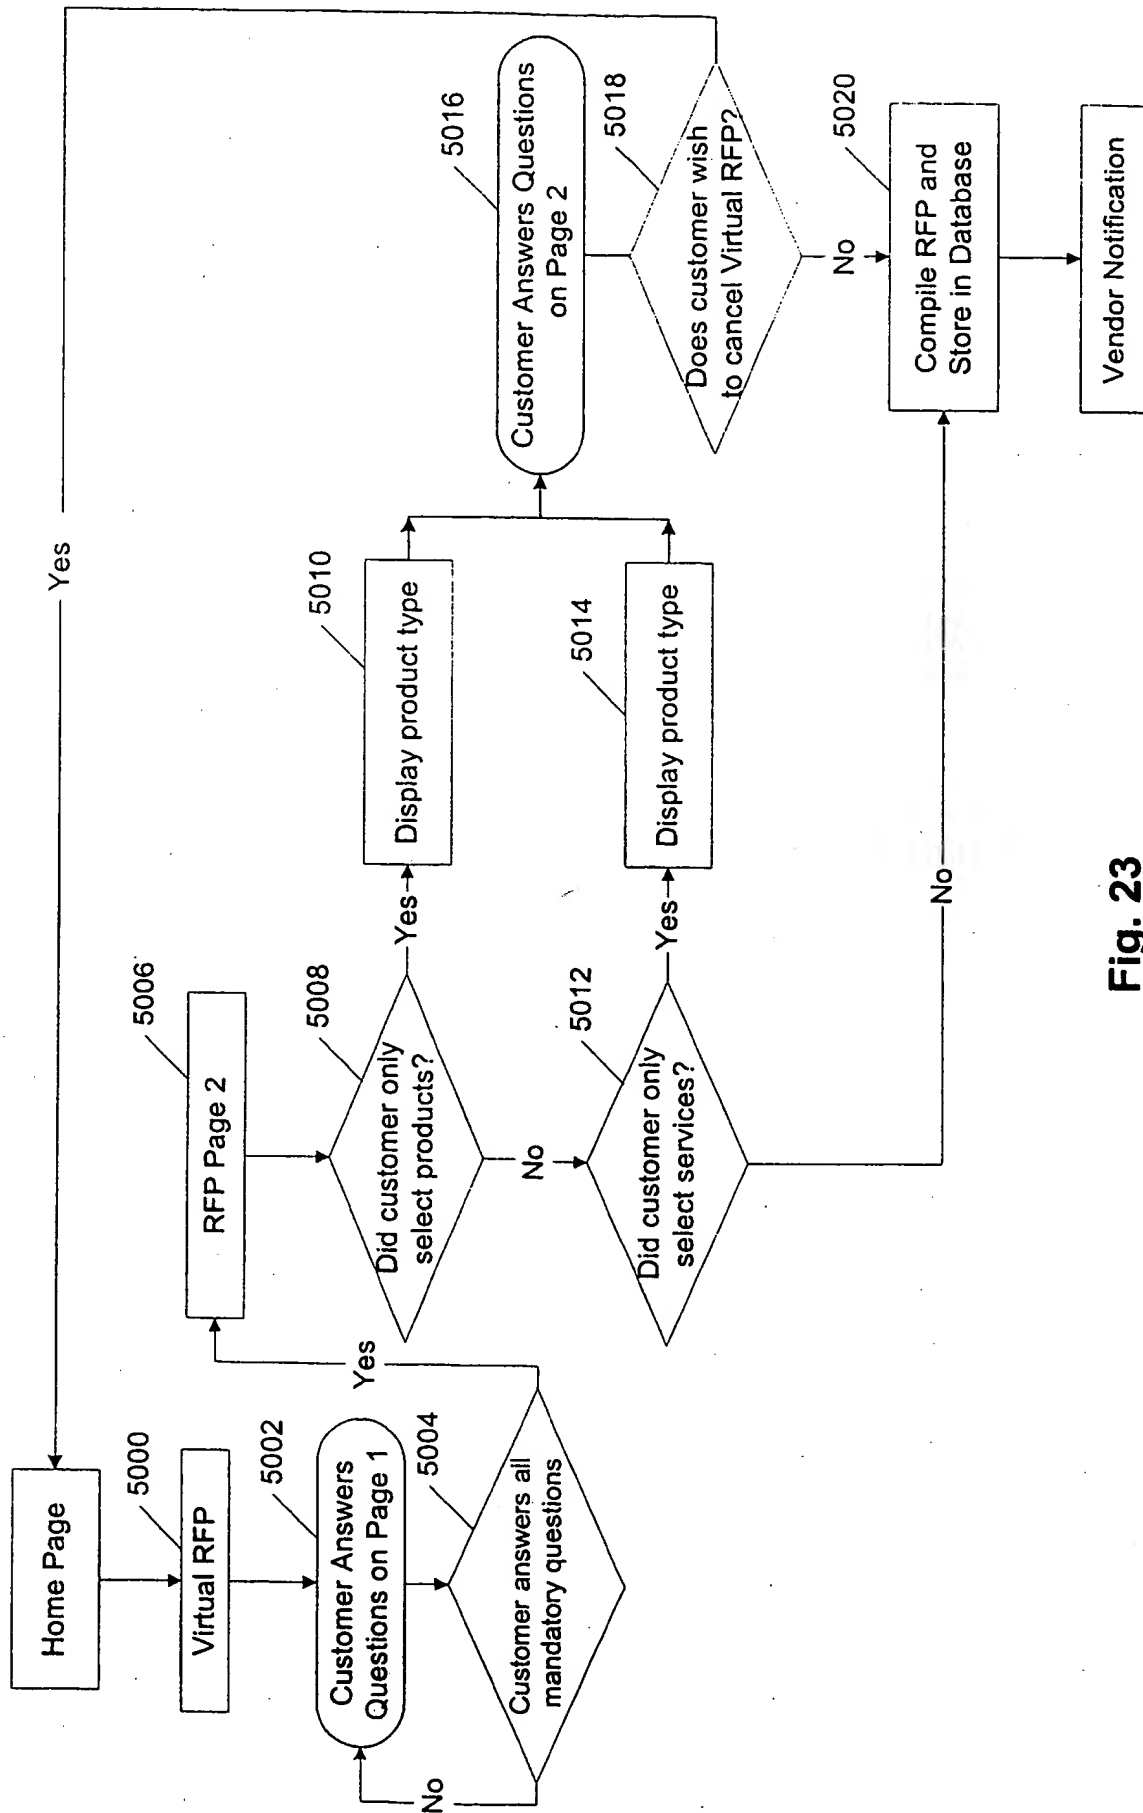 Home Page
5000
Virtual RFP
5002
Customer Answers
Questions on Page 1
5004
Customer answers all
mandatory questions
No
Yes
5006
RFP Page 2
5008
Did customer only
select products?
Yes
No
5010
Display product type
5012
Did customer only
select services?
Yes
No
5014
Display product type
5016
Customer Answers Questions
on Page 2
5018
Does customer wish
to cancel Virtual RFP?
Yes
No
5020
Compile RFP and
Store in Database
Vendor Notification
Fig. 23